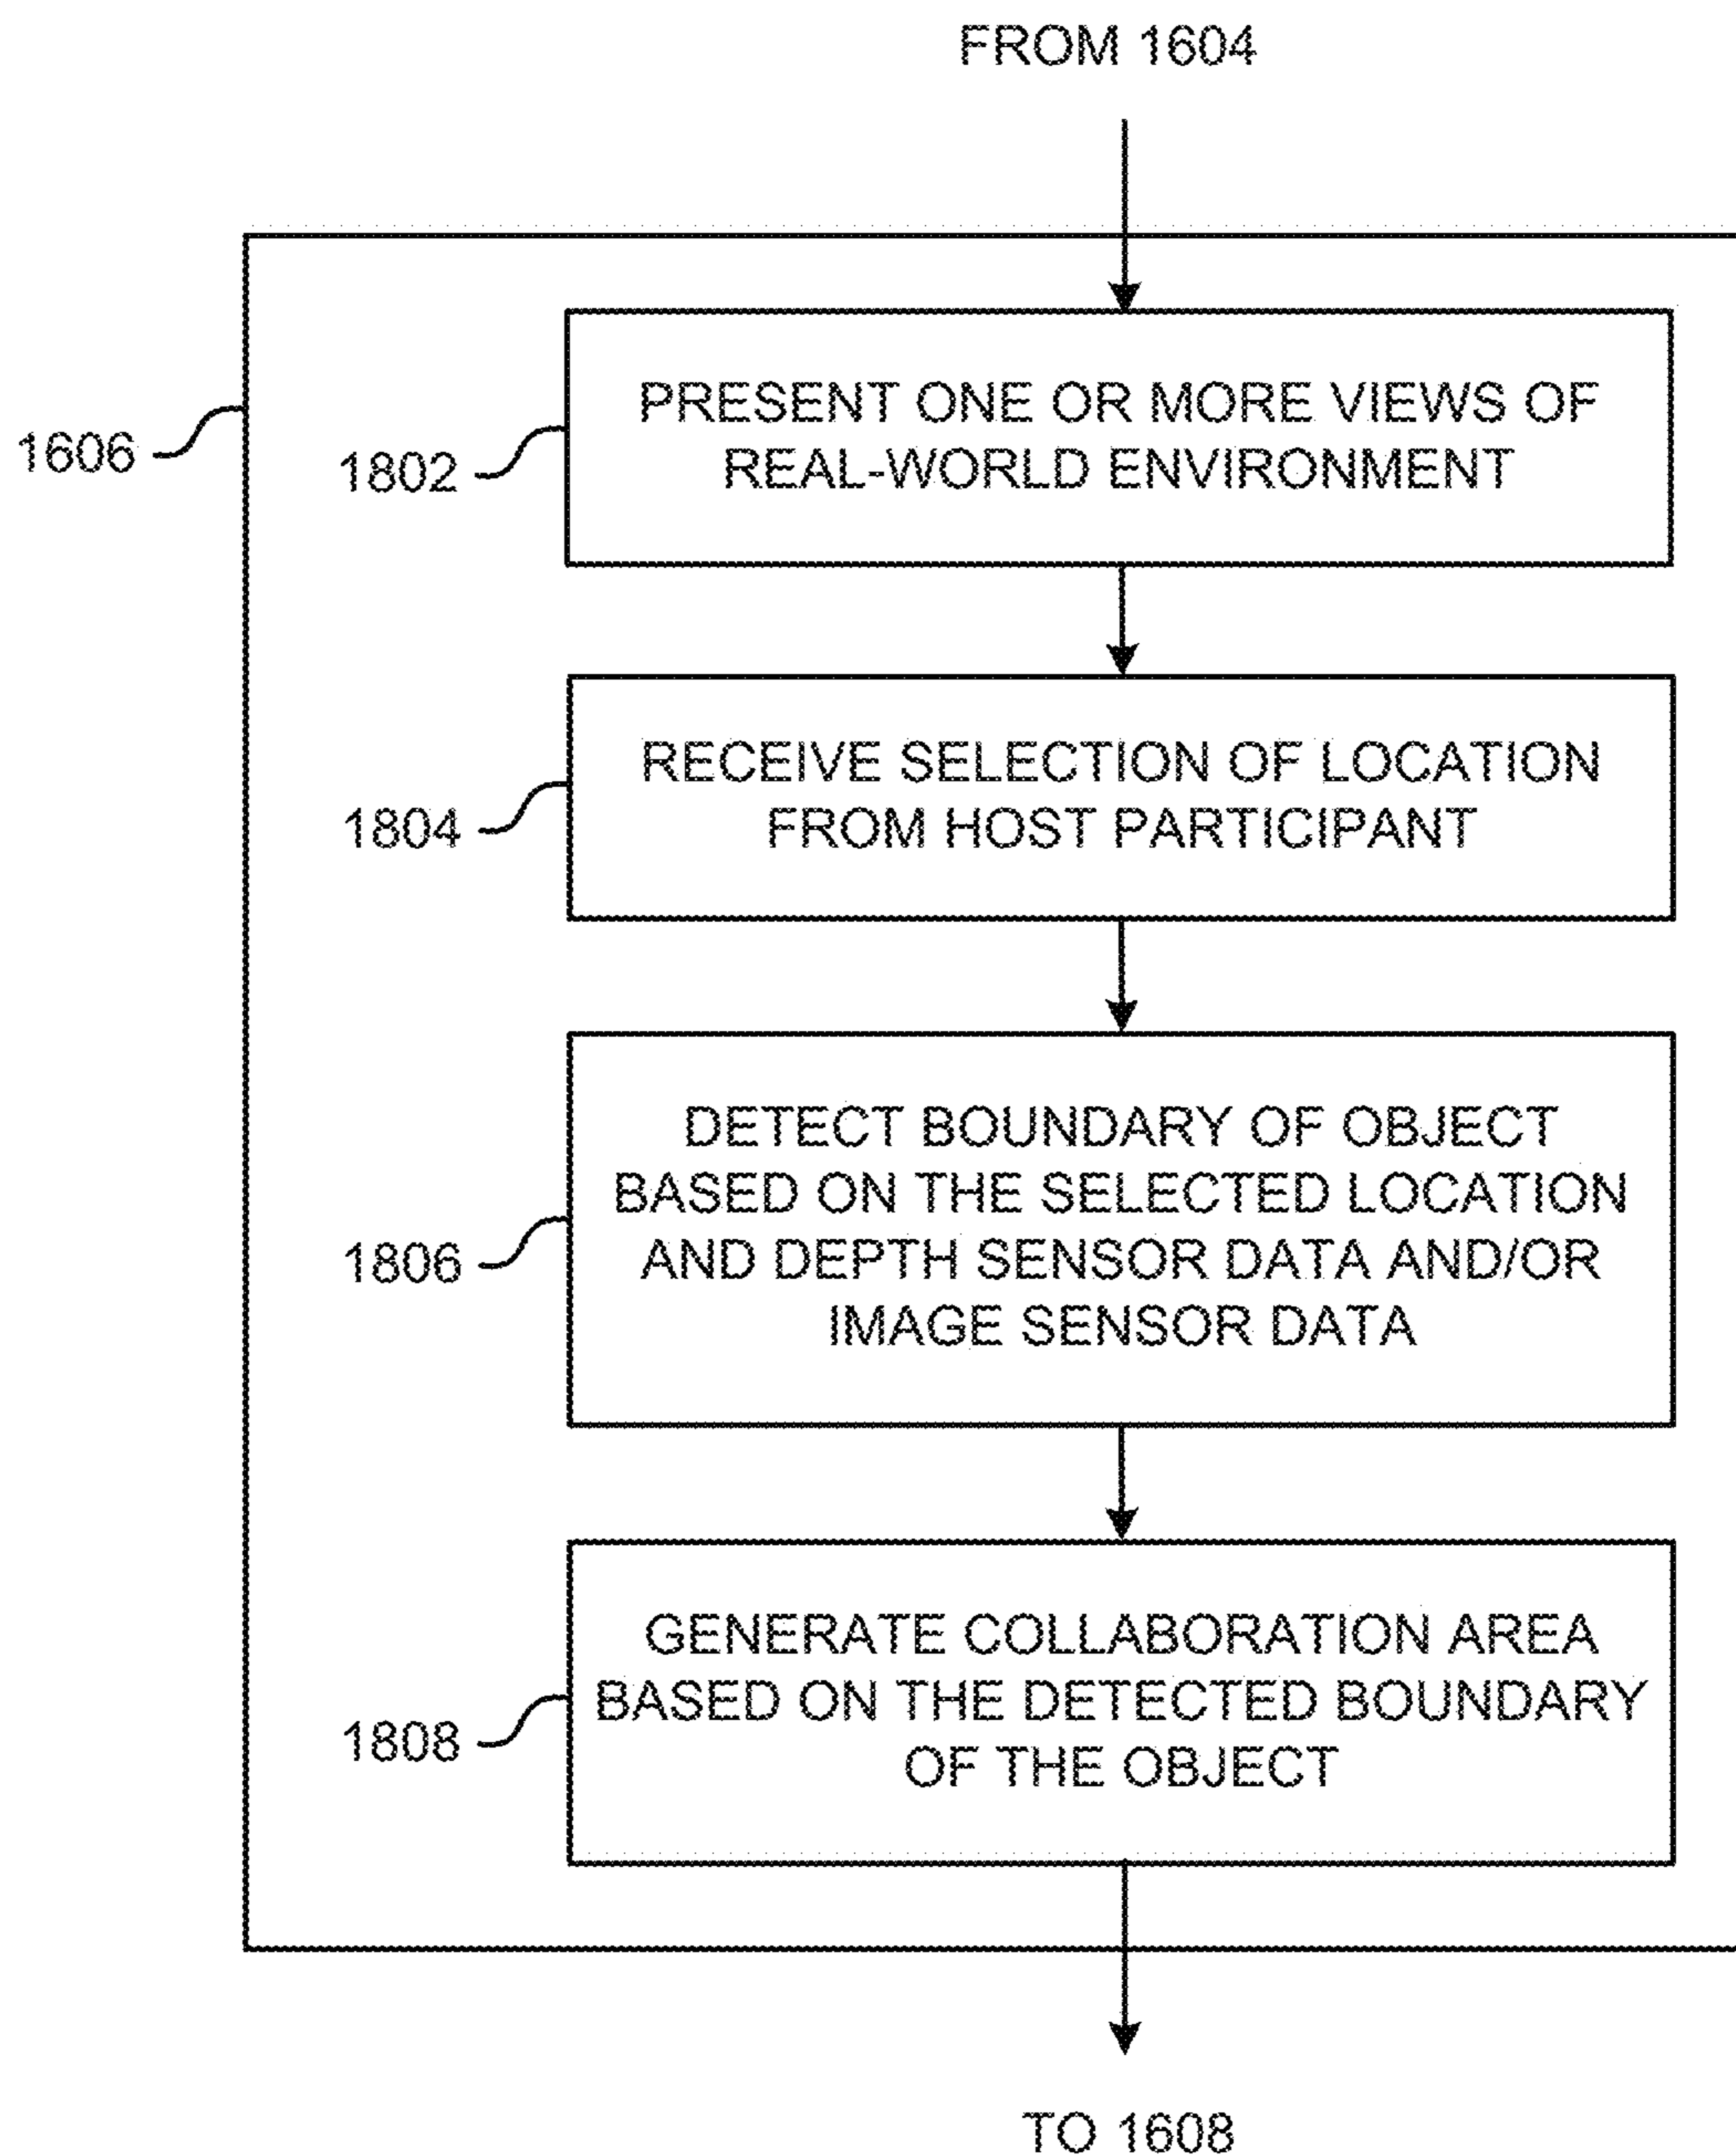 FROM 1604
1606
1802
PRESENT ONE OR MORE VIEWS OF
REAL-WORLD ENVIRONMENT
1804
RECEIVE SELECTION OF LOCATION
FROM HOST PARTICIPANT
1806
DETECT BOUNDARY OF OBJECT
BASED ON THE SELECTED LOCATION
AND DEPTH SENSOR DATA AND/OR
IMAGE SENSOR DATA
1808
GENERATE COLLABORATION AREA
BASED ON THE DETECTED BOUNDARY
OF THE OBJECT
TO 1608